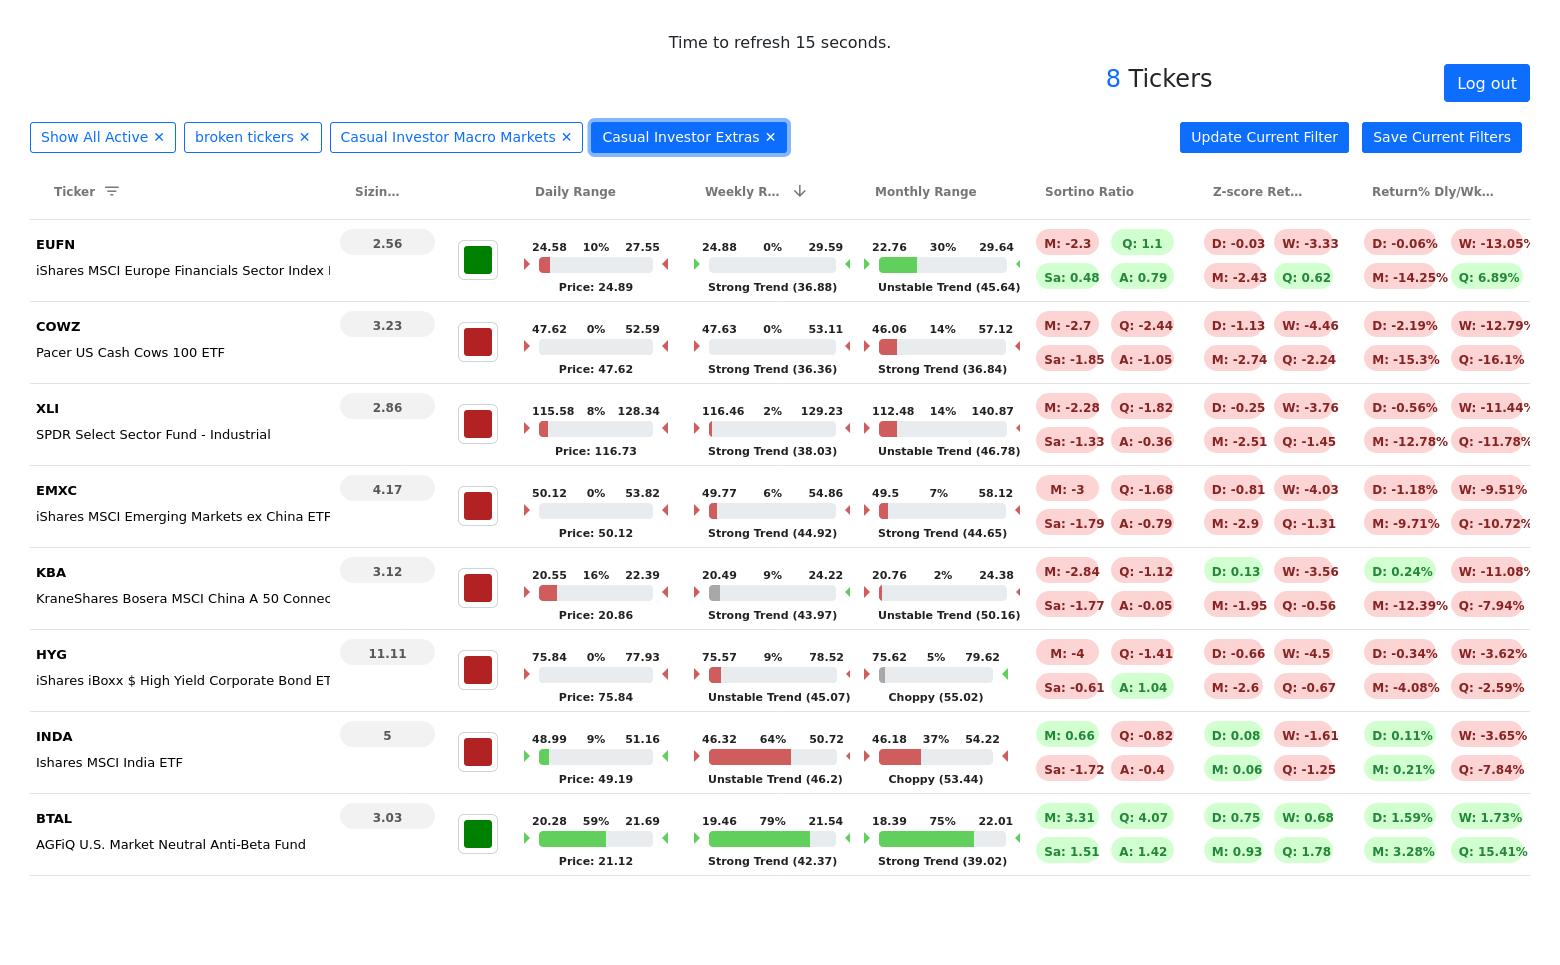 Time to refresh 15 seconds.
8 Tickers
Log out
Show All Active ✕ broken tickers ✕ Casual Investor Macro Markets ✕ Casual Investor Extras ✕ Update Current Filter Save Current Filters
Ticker Sizin… Daily Range Weekly R… Monthly Range Sortino Ratio Z-score Ret… Return% Dly/Wk…
EUFN 2.56 24.58 10% 27.55 24.88 0% 29.59 22.76 30% 29.64 M: -2.3 Q: 1.1 D: -0.03 W: -3.33 D: -0.06% W: -13.05%
iShares MSCI Europe Financials Sector Index Sa: 0.48 A: 0.79 M: -2.43 Q: 0.62 M: -14.25% Q: 6.89%
Price: 24.89 Strong Trend (36.88) Unstable Trend (45.64)
COWZ 3.23 47.62 0% 52.59 47.63 0% 53.11 46.06 14% 57.12 M: -2.7 Q: -2.44 D: -1.13 W: -4.46 D: -2.19% W: -12.79%
Pacer US Cash Cows 100 ETF Sa: -1.85 A: -1.05 M: -2.74 Q: -2.24 M: -15.3% Q: -16.1%
Price: 47.62 Strong Trend (36.36) Strong Trend (36.84)
XLI 2.86 115.58 8% 128.34 116.46 2% 129.23 112.48 14% 140.87 M: -2.28 Q: -1.82 D: -0.25 W: -3.76 D: -0.56% W: -11.44%
SPDR Select Sector Fund - Industrial Sa: -1.33 A: -0.36 M: -2.51 Q: -1.45 M: -12.78% Q: -11.78%
Price: 116.73 Strong Trend (38.03) Unstable Trend (46.78)
EMXC 4.17 50.12 0% 53.82 49.77 6% 54.86 49.5 7% 58.12 M: -3 Q: -1.68 D: -0.81 W: -4.03 D: -1.18% W: -9.51%
iShares MSCI Emerging Markets ex China ETF Sa: -1.79 A: -0.79 M: -2.9 Q: -1.31 M: -9.71% Q: -10.72%
Price: 50.12 Strong Trend (44.92) Strong Trend (44.65)
KBA 3.12 20.55 16% 22.39 20.49 9% 24.22 20.76 2% 24.38 M: -2.84 Q: -1.12 D: 0.13 W: -3.56 D: 0.24% W: -11.08%
KraneShares Bosera MSCI China A 50 Connec Sa: -1.77 A: -0.05 M: -1.95 Q: -0.56 M: -12.39% Q: -7.94%
Price: 20.86 Strong Trend (43.97) Unstable Trend (50.16)
HYG 11.11 75.84 0% 77.93 75.57 9% 78.52 75.62 5% 79.62 M: -4 Q: -1.41 D: -0.66 W: -4.5 D: -0.34% W: -3.62%
iShares iBoxx $ High Yield Corporate Bond ET Sa: -0.61 A: 1.04 M: -2.6 Q: -0.67 M: -4.08% Q: -2.59%
Price: 75.84 Unstable Trend (45.07) Choppy (55.02)
INDA 5 48.99 9% 51.16 46.32 64% 50.72 46.18 37% 54.22 M: 0.66 Q: -0.82 D: 0.08 W: -1.61 D: 0.11% W: -3.65%
Ishares MSCI India ETF Sa: -1.72 A: -0.4 M: 0.06 Q: -1.25 M: 0.21% Q: -7.84%
Price: 49.19 Unstable Trend (46.2) Choppy (53.44)
BTAL 3.03 20.28 59% 21.69 19.46 79% 21.54 18.39 75% 22.01 M: 3.31 Q: 4.07 D: 0.75 W: 0.68 D: 1.59% W: 1.73%
AGFiQ U.S. Market Neutral Anti-Beta Fund Sa: 1.51 A: 1.42 M: 0.93 Q: 1.78 M: 3.28% Q: 15.41%
Price: 21.12 Strong Trend (42.37) Strong Trend (39.02)